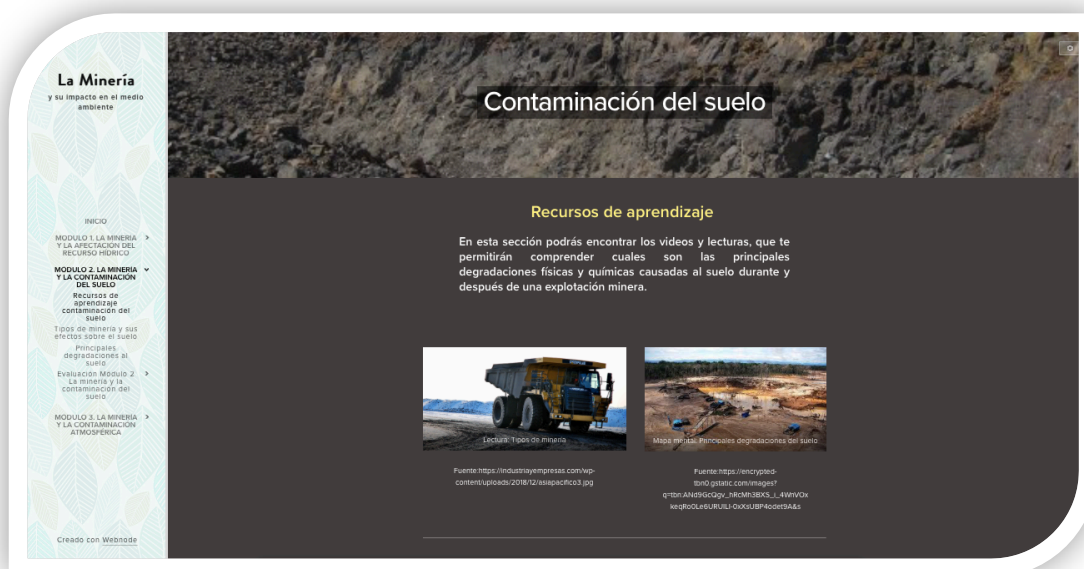 La Minería
y su impacto en el medio
ambiente
INICIO
MODULO 1. LA MINERÍA
Y LA AFECTACIÓN DEL
RECURSO HÍDRICO
MODULO 2. LA MINERÍA
Y LA CONTAMINACIÓN
DEL SUELO
Recursos de
aprendizaje
contaminación del
suelo
Tipos de minería y sus
efectos sobre el suelo
Principales
degradaciones al
suelo
Evaluación Módulo 2
La minería y la
contaminación del
suelo
MODULO 3. LA MINERÍA
Y LA CONTAMINACIÓN
ATMOSFÉRICA
Creado con Webnode
Contaminación del suelo
Recursos de aprendizaje
En esta sección podrás encontrar los videos y lecturas, que te
permitirán comprender cuales son las principales
degradaciones físicas y químicas causadas al suelo durante y
después de una explotación minera.
Lectura: Tipos de minería
Fuente:https://industriayempresas.com/wp-
content/uploads/2018/12/asiapacifico3.jpg
Mapa mental: Principales degradaciones del suelo
Fuente:https://encrypted-
tbn0.gstatic.com/images?